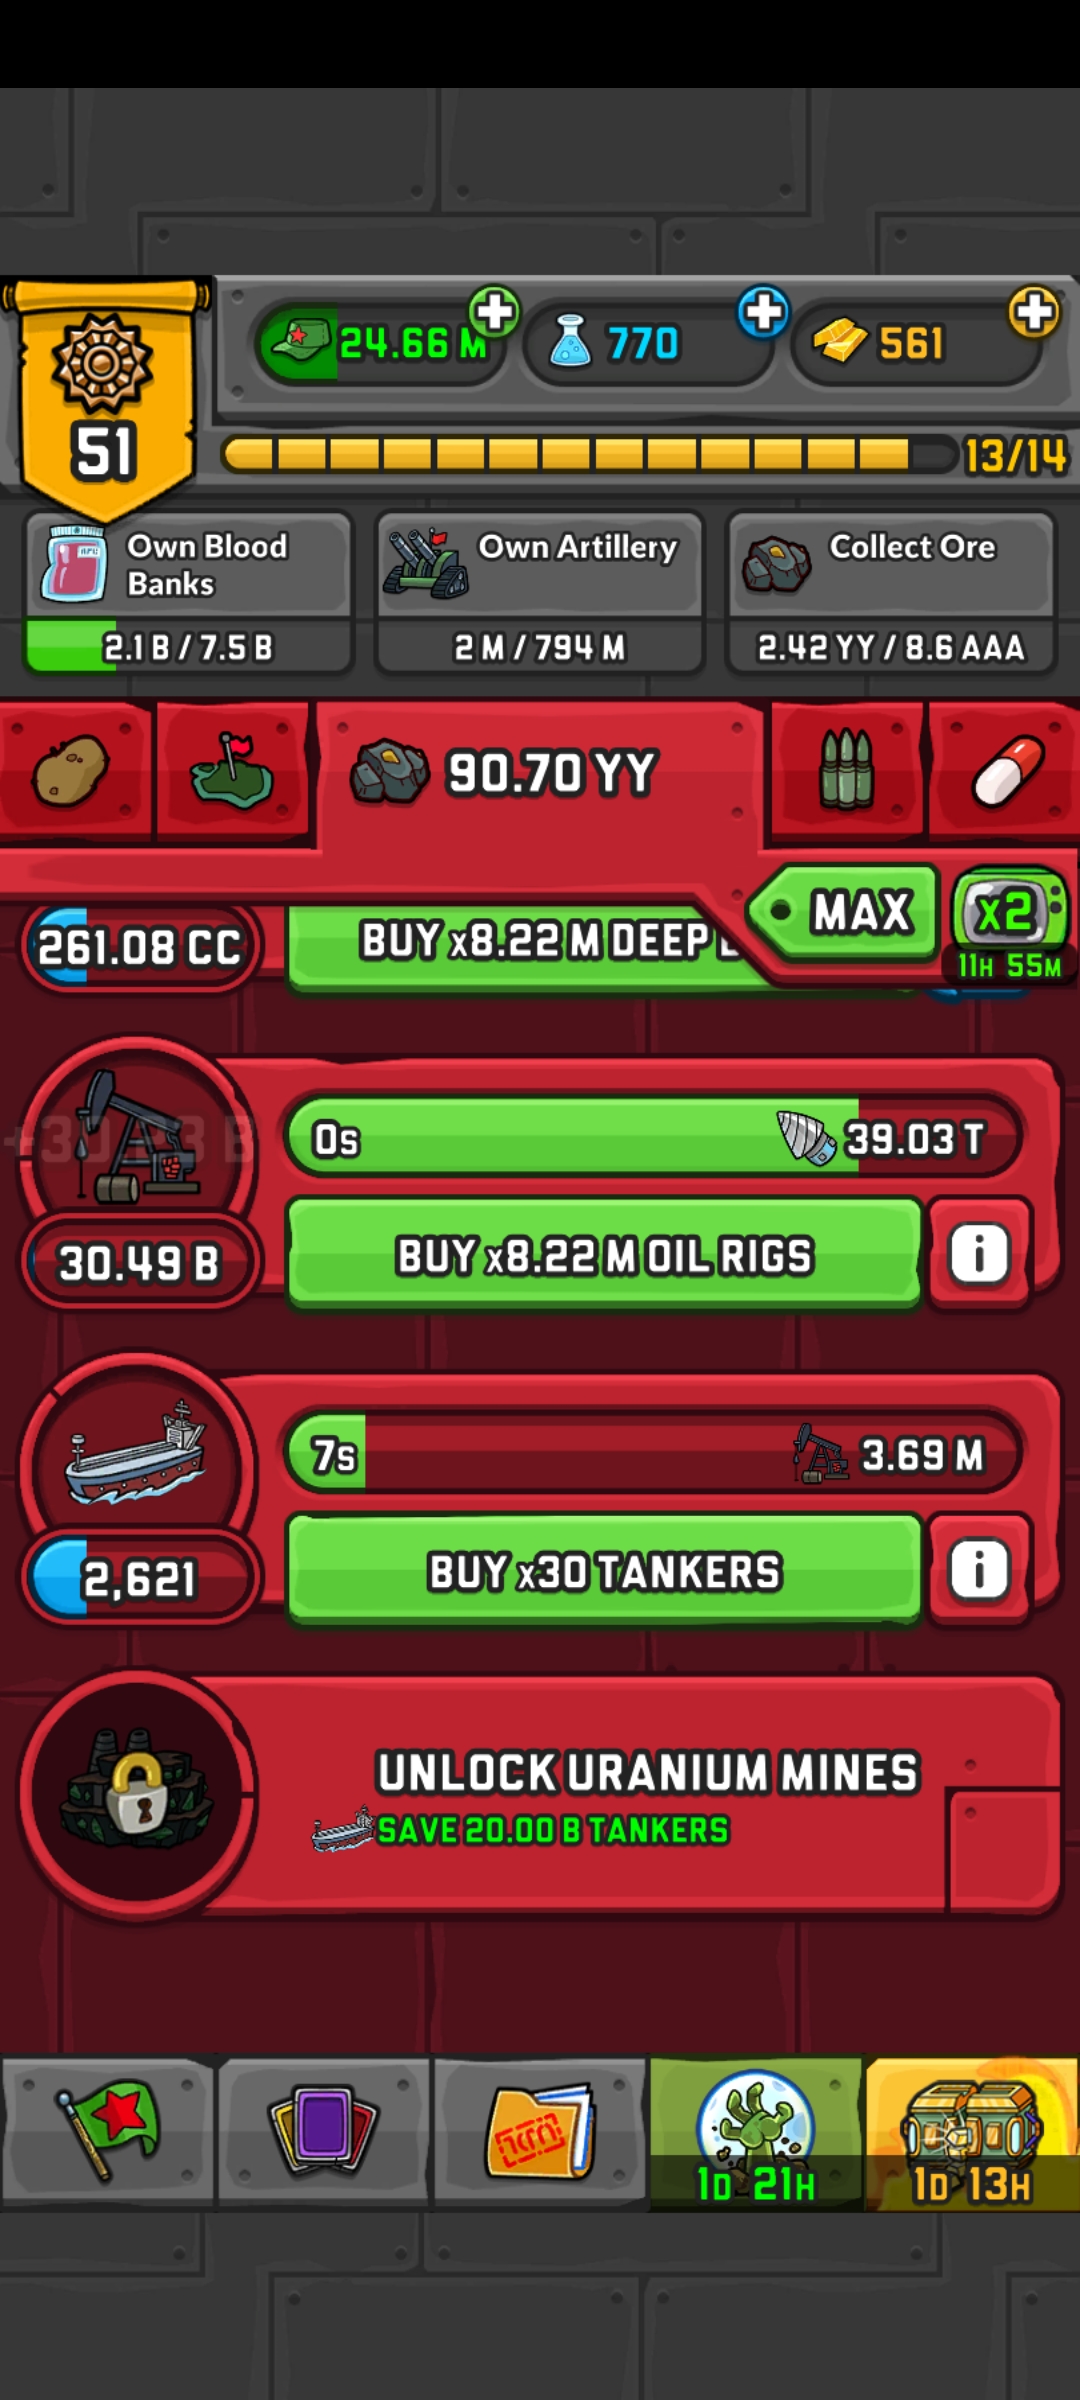 24.66 M
770
561
51
13/14
Own Blood
Banks
2.1 B / 7.5 B
Own Artillery
2 M / 794 M
Collect Ore
2.42 YY / 8.6 AAA
90.70 YY
MAX
x2
11H 55M
261.08 CC
BUY x8.22 M DEEP
0s
39.03 T
30.49 B
BUY x8.22 M OIL RIGS
i
7s
3.69 M
2,621
BUY x30 TANKERS
i
UNLOCK URANIUM MINES
SAVE 20.00 B TANKERS
1D 21H
1D 13H